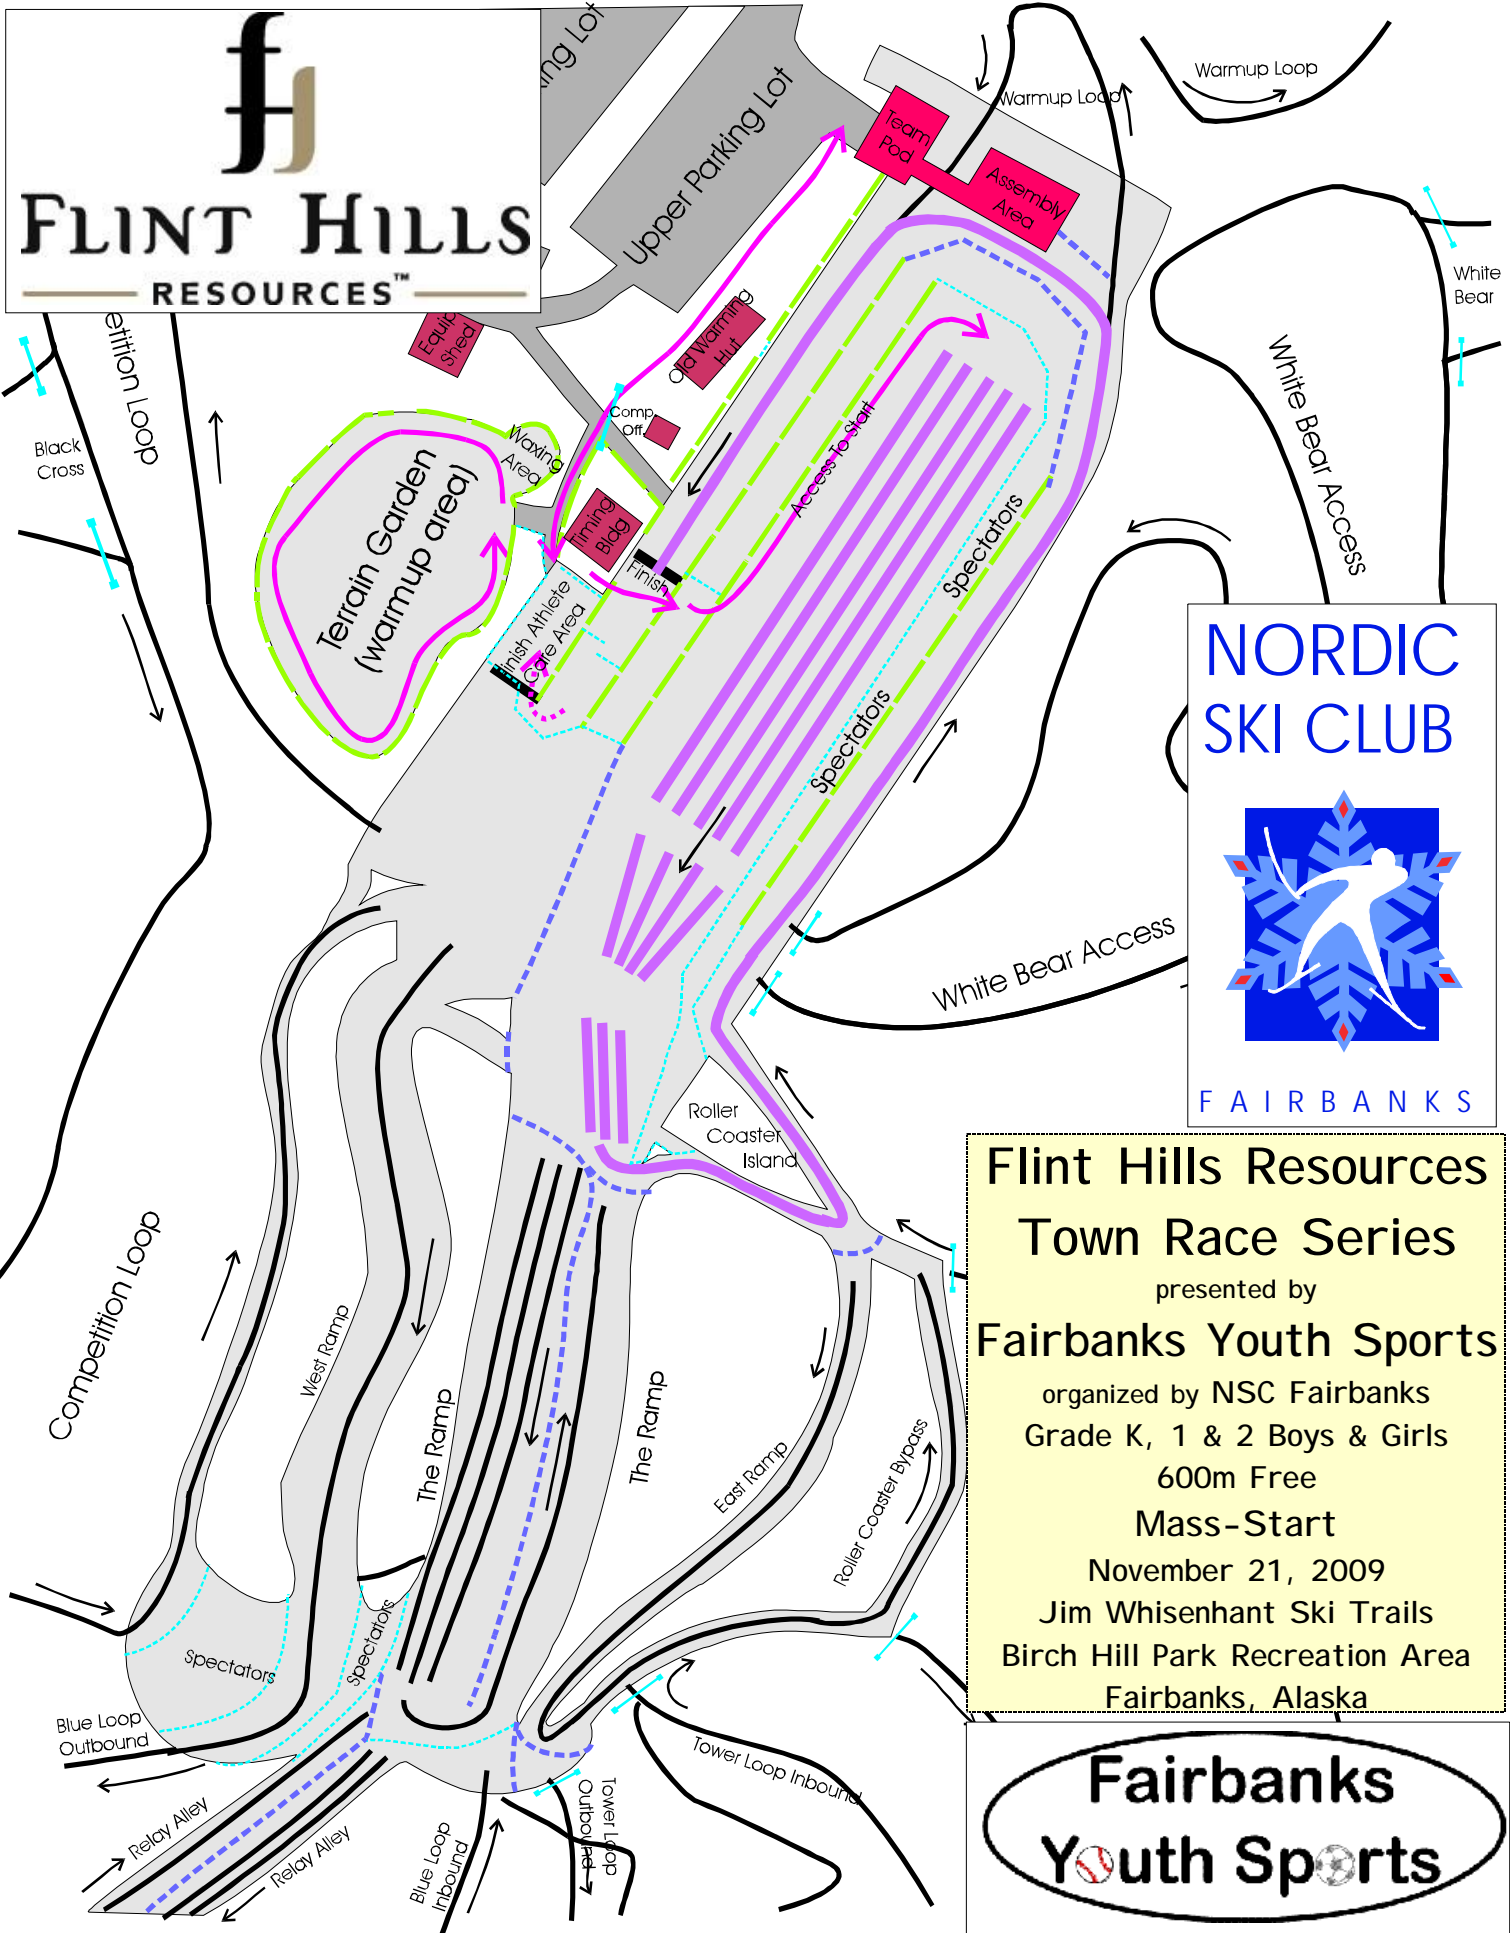 FLINT HILLS
RESOURCES™
ing Lot
Upper Parking Lot
Team
Pod
Assembly
Area
Warmup Loop
Warmup Loop
White
Bear
White Bear Access
Equip
Shed
Old Warming
Hut
Comp.
Off.
etition Loop
Black
Cross
Waxing
Area
Terrain Garden
(warmup area)
Timing
Bldg
Finish
Finish Athlete
Care Area
Access To Start
Spectators
Spectators
White Bear Access
NORDIC
SKI CLUB
FAIRBANKS
Roller
Coaster
Island
Competition Loop
West Ramp
The Ramp
The Ramp
East Ramp
Roller Coaster Bypass
Spectators
Spectators
Blue Loop
Outbound
Relay Alley
Relay Alley
Blue Loop
Inbound
Tower Loop
Outbound
Tower Loop Inbound
Flint Hills Resources
Town Race Series
presented by
Fairbanks Youth Sports
organized by NSC Fairbanks
Grade K, 1 & 2 Boys & Girls
600m Free
Mass-Start
November 21, 2009
Jim Whisenhant Ski Trails
Birch Hill Park Recreation Area
Fairbanks, Alaska
Fairbanks
Youth Sports